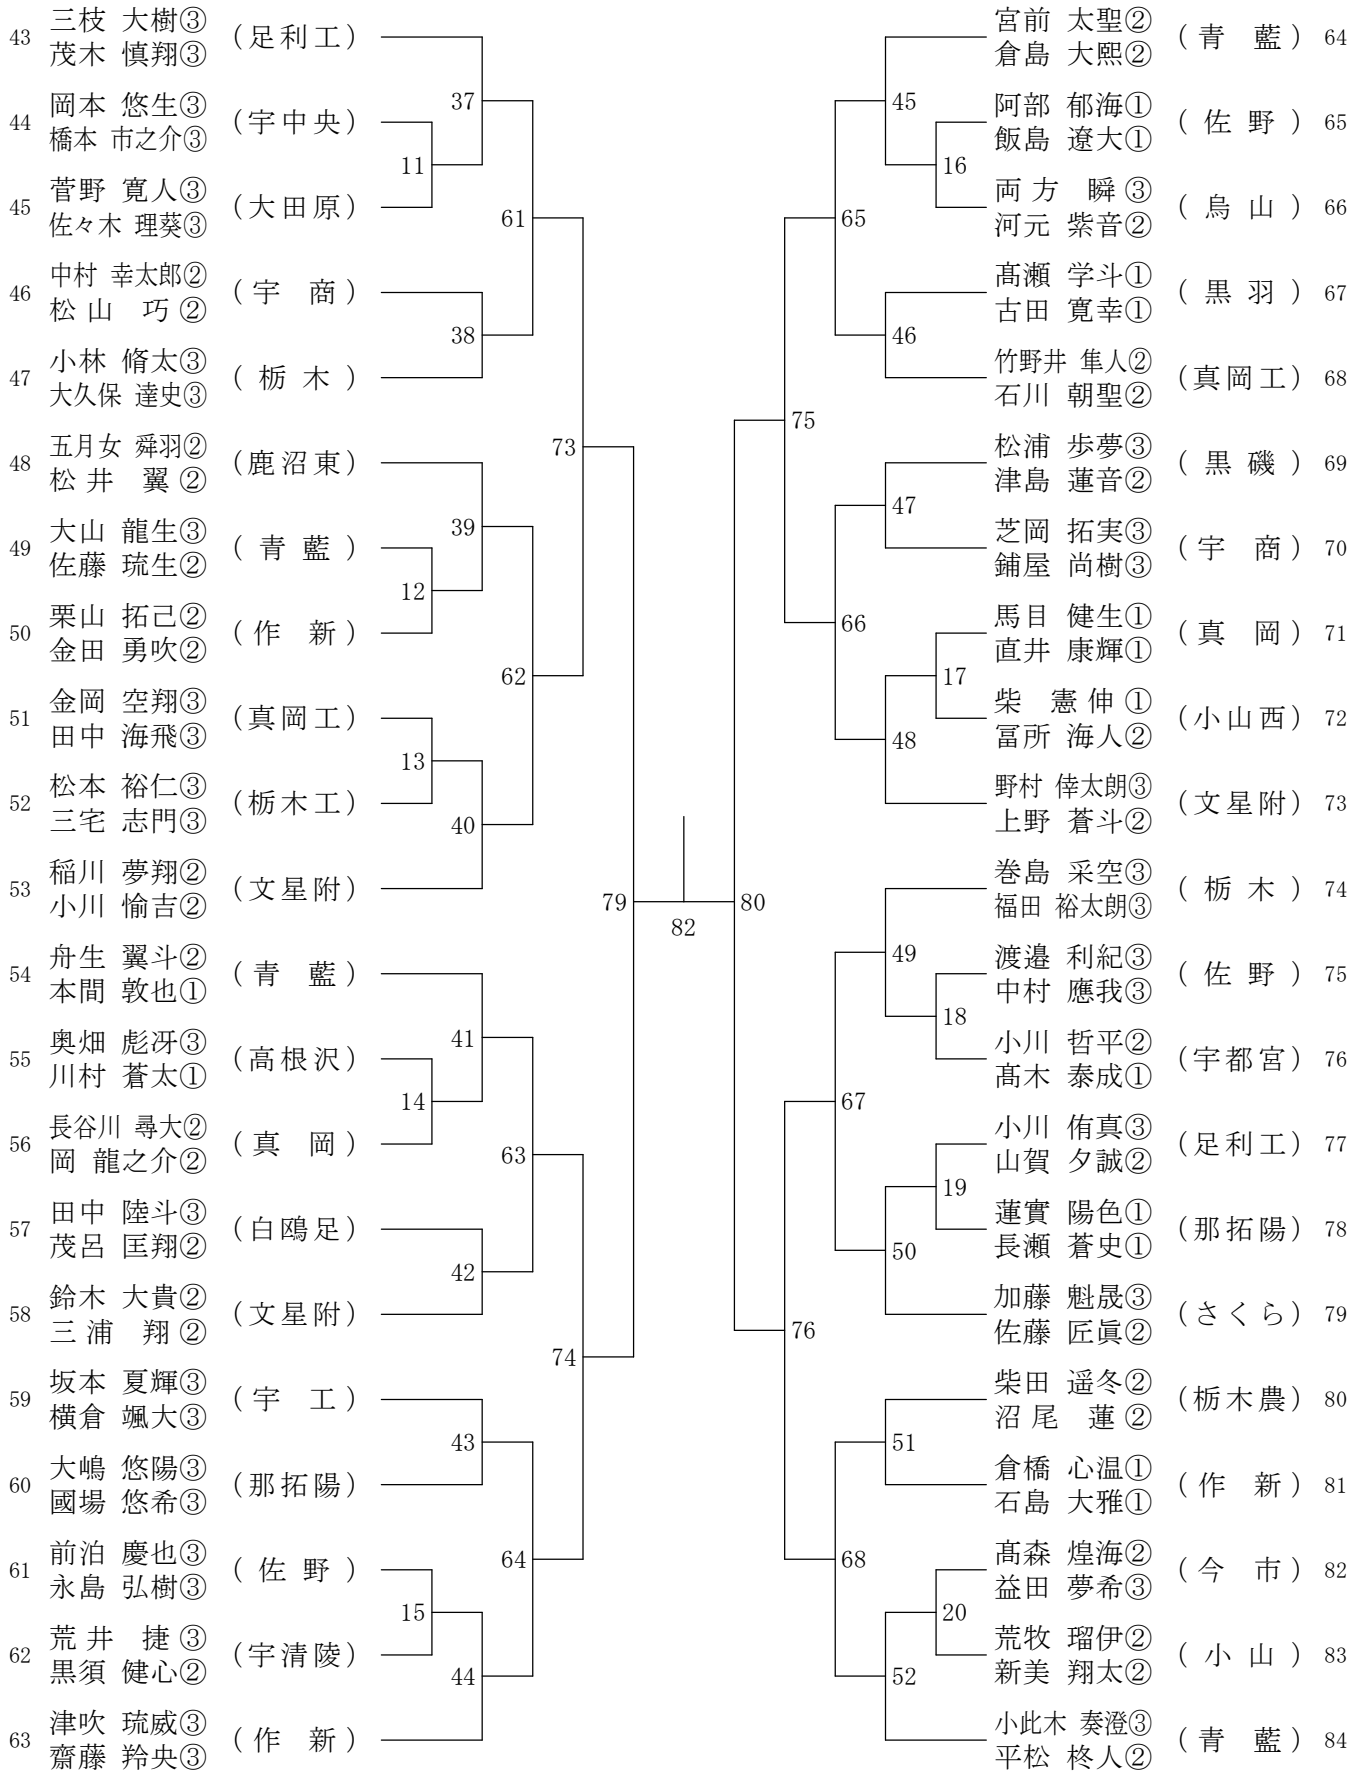 43 三枝 大樹③ (足利工)
茂木 慎翔③
44 岡本 悠生③ (宇中央)
橋本 市之介③
45 菅野 寛人③ (大田原)
佐々木 理葵③
46 中村 幸太郎② (宇 商)
松山 巧②
47 小林 脩太③ (栃木)
大久保 達史③
48 五月女 舜羽② (鹿沼東)
松井 翼②
49 大山 龍生③ (青藍)
佐藤 琉生②
50 栗山 拓己② (作 新)
金田 勇吹②
51 金岡 空翔③ (真岡工)
田中 海飛③
52 松本 裕仁③ (栃木工)
三宅 志門③
53 稲川 夢翔② (文星附)
小川 愉吉②
54 舟生 翼斗② (青 藍)
本間 敦也①
55 奥畑 彪冴③ (高根沢)
川村 蒼太①
56 長谷川 尋大② (真 岡)
岡 龍之介②
57 田中 陸斗③ (白鴎足)
茂呂 匡翔②
58 鈴木 大貴② (文星附)
三浦 翔②
59 坂本 夏輝③ (宇 工)
横倉 颯大③
60 大嶋 悠陽③ (那拓陽)
國場 悠希③
61 前泊 慶也③ (佐野)
永島 弘樹③
62 荒井 捷③ (宇清陵)
黒須 健心②
63 津吹 琉威③ (作 新)
齋藤 羚央③
37
11
61
38
73
39
12
62
13
40
79
41
14
63
42
74
43
64
15
44
82
80
45
16
65
46
75
47
66
17
48
49
18
67
19
50
76
51
68
20
52
宮前 太聖② (青 藍) 64
倉島 大熙②
阿部 郁海① (佐野) 65
飯島 遼大①
両方 瞬③ (烏山) 66
河元 紫音②
髙瀬 学斗① (黒羽) 67
古田 寛幸①
竹野井 隼人② (真岡工) 68
石川 朝聖②
松浦 歩夢③ (黒磯) 69
津島 蓮音②
芝岡 拓実③ (宇 商) 70
鋪屋 尚樹③
馬目 健生① (真 岡) 71
直井 康輝①
柴 憲伸① (小山西) 72
冨所 海人②
野村 倖太朗③ (文星附) 73
上野 蒼斗②
巻島 采空③ (栃木) 74
福田 裕太朗③
渡邉 利紀③ (佐野) 75
中村 應我③
小川 哲平② (宇都宮) 76
髙木 泰成①
小川 侑真③ (足利工) 77
山賀 夕誠②
蓮實 陽色① (那拓陽) 78
長瀬 蒼史①
加藤 魁晟③ (さくら) 79
佐藤 匠眞②
柴田 遥冬② (栃木農) 80
沼尾 蓮②
倉橋 心温① (作 新) 81
石島 大雅①
髙森 煌海② (今 市) 82
益田 夢希③
荒牧 瑠伊② (小山) 83
新美 翔太②
小此木 奏澄③ (青 藍) 84
平松 柊人②